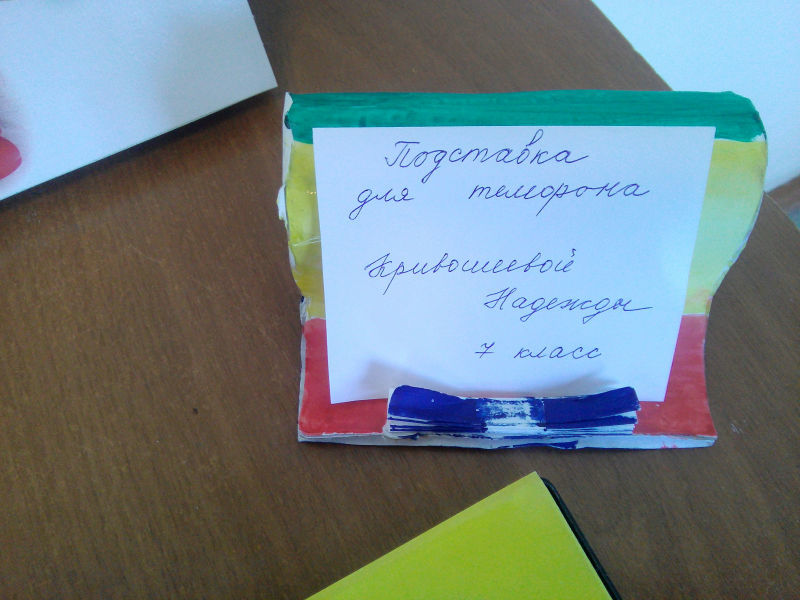 Подставка
для телефона
Кривошеевой
Надежды
7 класс